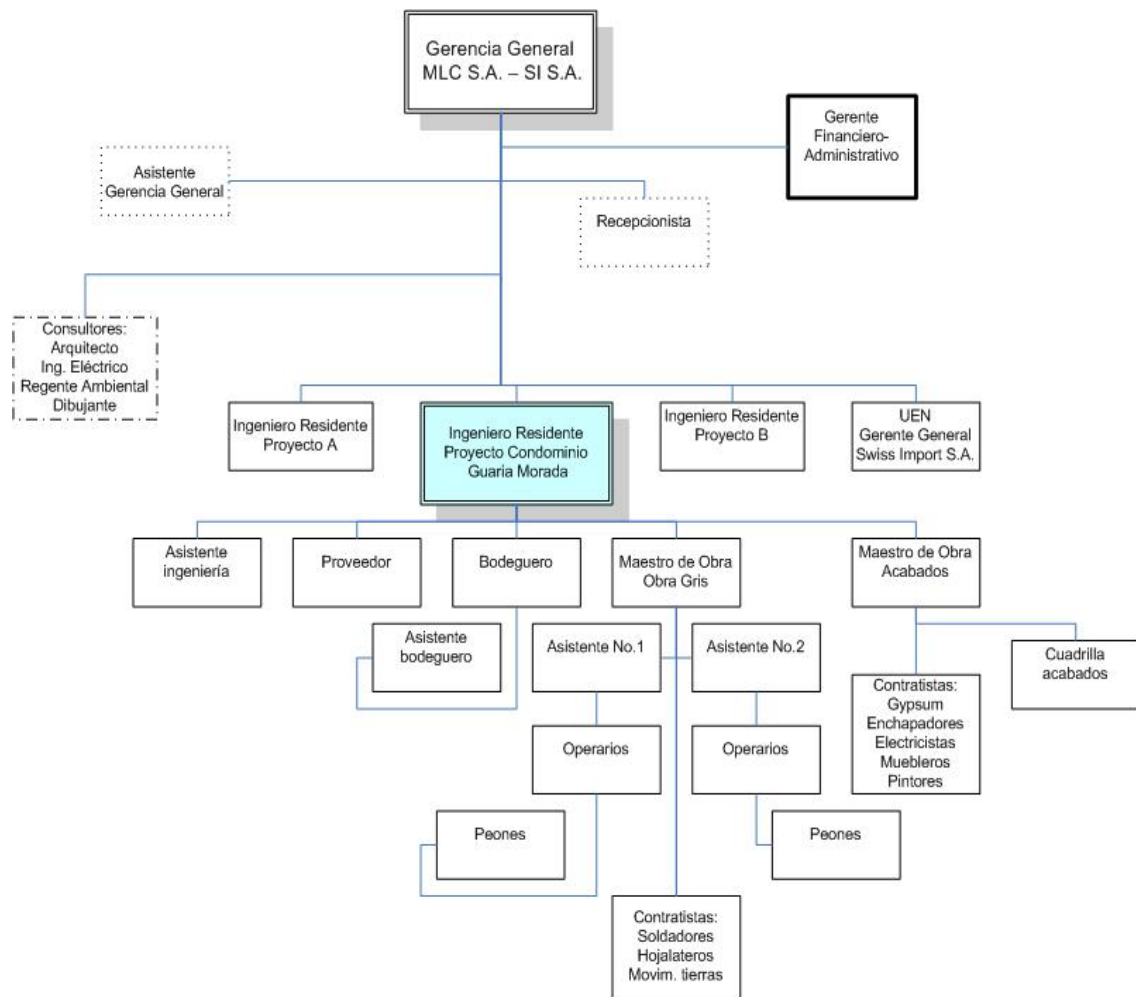 Gerencia General
MLC S.A. – SI S.A.
Gerente
Financiero-
Administrativo
Asistente
Gerencia General
Recepcionista
Consultores:
Arquitecto
Ing. Eléctrico
Regente Ambiental
Dibujante
Ingeniero Residente
Proyecto A
Ingeniero Residente
Proyecto Condominio
Guaria Morada
Ingeniero Residente
Proyecto B
UEN
Gerente General
Swiss Import S.A.
Asistente
ingeniería
Proveedor
Bodeguero
Maestro de Obra
Obra Gris
Maestro de Obra
Acabados
Asistente
bodeguero
Asistente No.1
Asistente No.2
Cuadrilla
acabados
Contratistas:
Gypsum
Enchapadores
Electricistas
Muebleros
Pintores
Operarios
Operarios
Peones
Peones
Contratistas:
Soldadores
Hojalateros
Movim. tierras